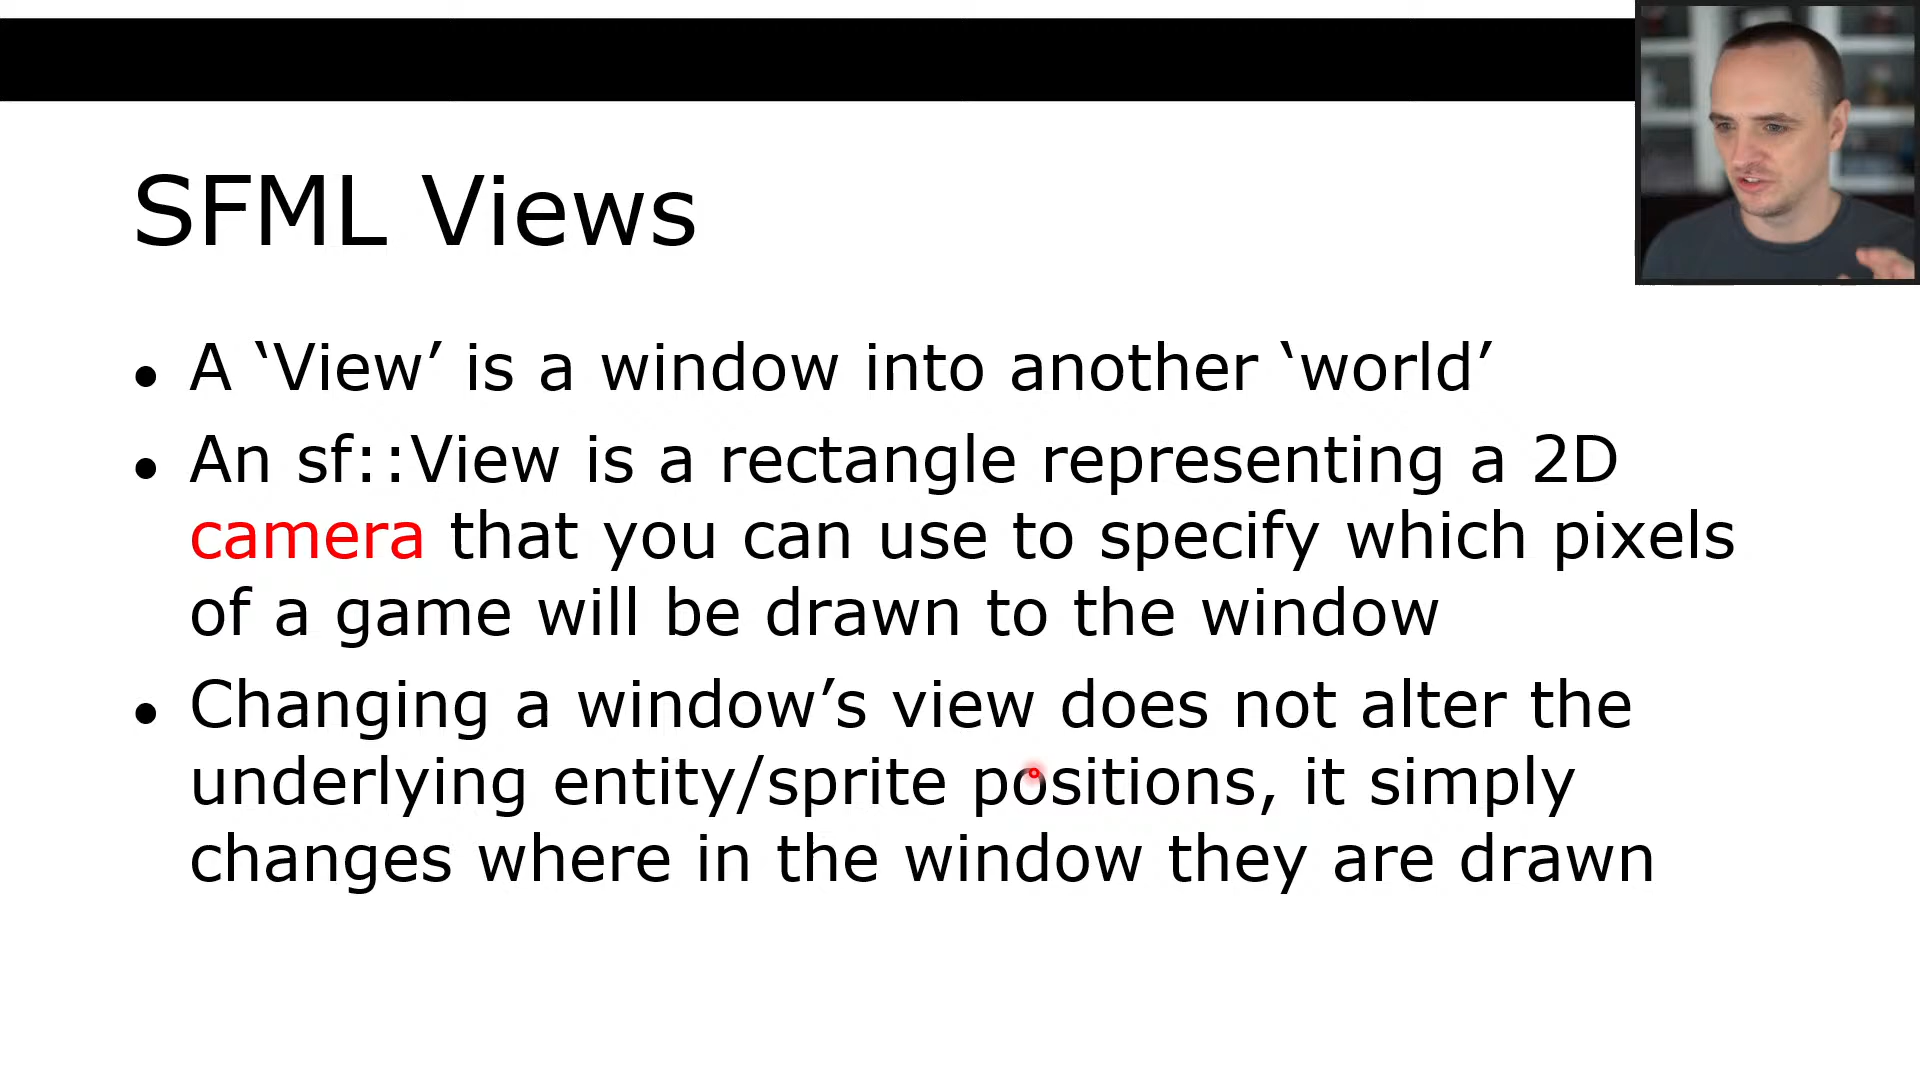 SFML Views
• A ‘View’ is a window into another ‘world’
• An sf::View is a rectangle representing a 2D
camera that you can use to specify which pixels
of a game will be drawn to the window
• Changing a window’s view does not alter the
underlying entity/sprite positions, it simply
changes where in the window they are drawn